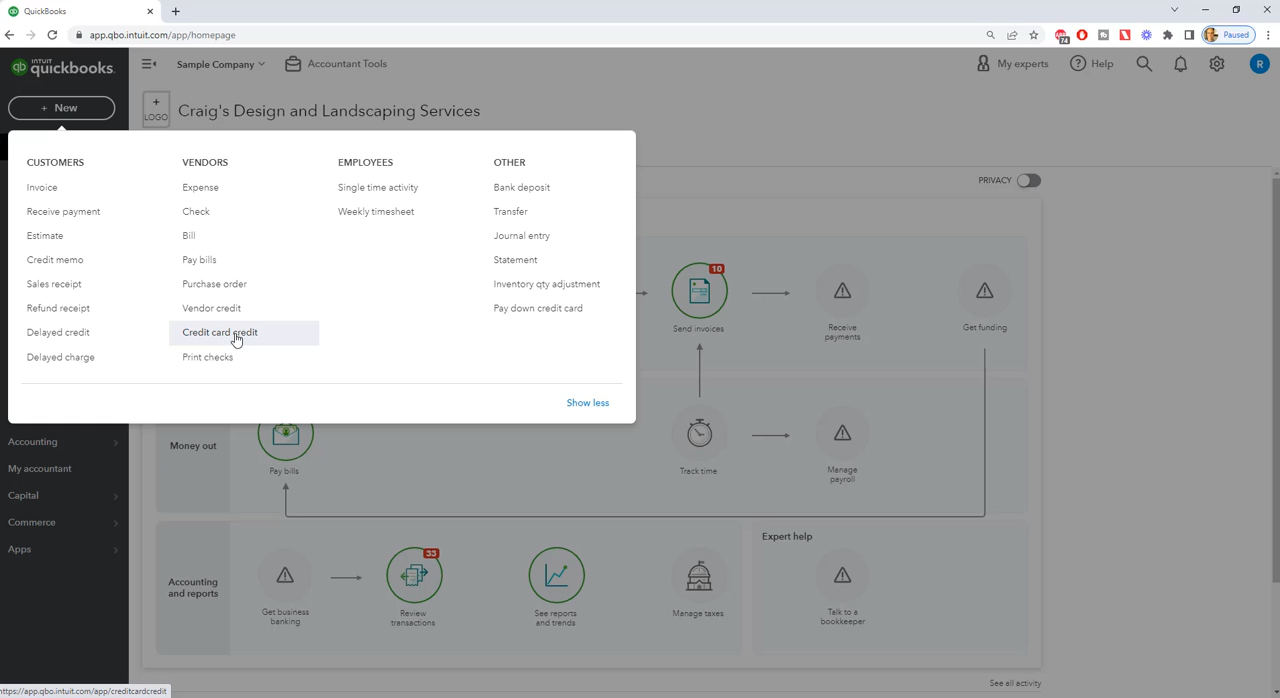 QuickBooks
app.qbo.intuit.com/app/homepage
74
Paused
INTUIT
quickbooks.
Sample Company
Accountant Tools
My experts
Help
R
+ New
+
LOGO
Craig's Design and Landscaping Services
CUSTOMERS
Invoice
Receive payment
Estimate
Credit memo
Sales receipt
Refund receipt
Delayed credit
Delayed charge
VENDORS
Expense
Check
Bill
Pay bills
Purchase order
Vendor credit
Credit card credit
Print checks
EMPLOYEES
Single time activity
Weekly timesheet
OTHER
Bank deposit
Transfer
Journal entry
Statement
Inventory qty adjustment
Pay down credit card
Show less
PRIVACY
10
Send invoices
Receive
payments
Get funding
Accounting
My accountant
Capital
Commerce
Apps
Money out
Pay bills
Track time
Manage
payroll
Accounting
and reports
Get business
banking
33
Review
transactions
See reports
and trends
Manage taxes
Expert help
Talk to a
bookkeeper
See all activity
https://app.qbo.intuit.com/app/creditcardcredit